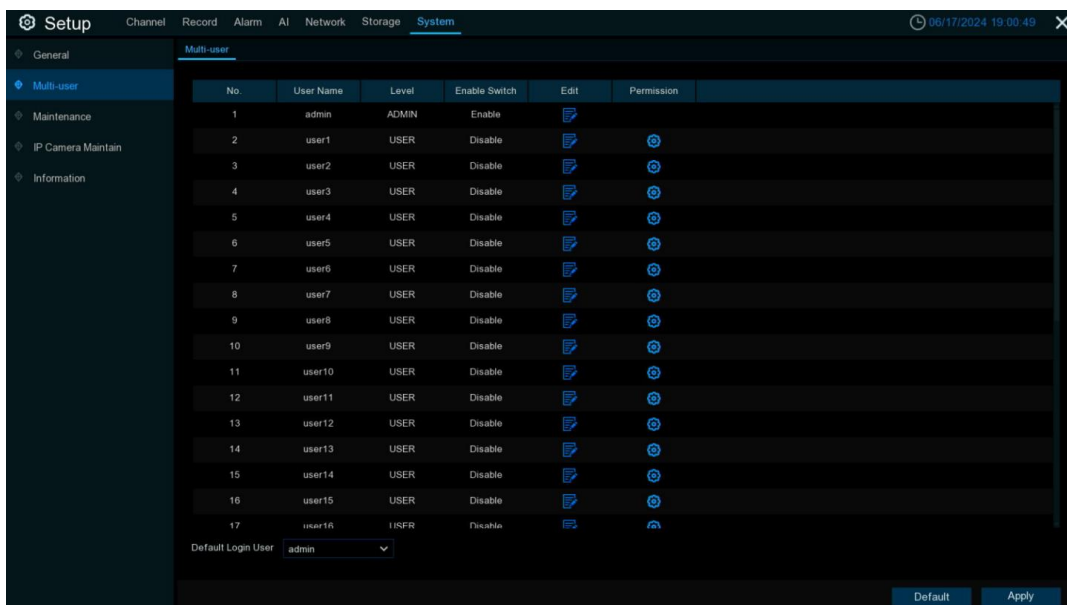 Setup Channel Record Alarm AI Network Storage System 06/17/2024 19:00:49
General
Multi-user
Maintenance
IP Camera Maintain
Information
Multi-user
No. User Name Level Enable Switch Edit Permission
1 admin ADMIN Enable
2 user1 USER Disable
3 user2 USER Disable
4 user3 USER Disable
5 user4 USER Disable
6 user5 USER Disable
7 user6 USER Disable
8 user7 USER Disable
9 user8 USER Disable
10 user9 USER Disable
11 user10 USER Disable
12 user11 USER Disable
13 user12 USER Disable
14 user13 USER Disable
15 user14 USER Disable
16 user15 USER Disable
17 user16 USER Disable
Default Login User admin
Default Apply